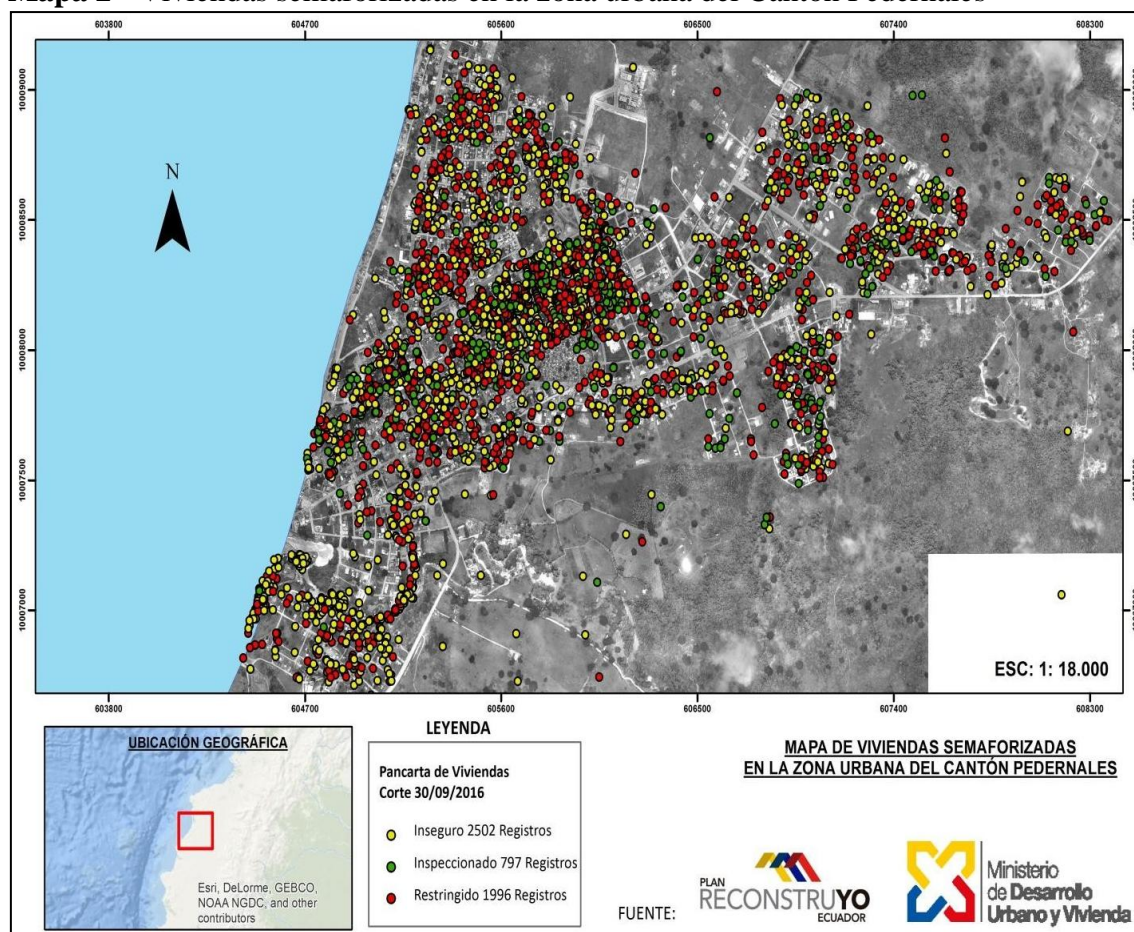 Mapa 2 – Viviendas semaforizadas en la zona urbana del Cantón Pedernales
603800 604700 605600 606500 607400 608300
10009000
10008500
10008000
10007500
10007000
N
ESC: 1: 18.000
603800 604700 605600 606500 607400 608300
UBICACIÓN GEOGRÁFICA
Esri, DeLorme, GEBCO,
NOAA NGDC, and other
contributors
LEYENDA
Pancarta de Viviendas
Corte 30/09/2016
Inseguro 2502 Registros
Inspeccionado 797 Registros
Restringido 1996 Registros
MAPA DE VIVIENDAS SEMAFORIZADAS
EN LA ZONA URBANA DEL CANTÓN PEDERNALES
FUENTE:
PLAN
RECONSTRUYO
ECUADOR
Ministerio
de Desarrollo
Urbano y Vivienda